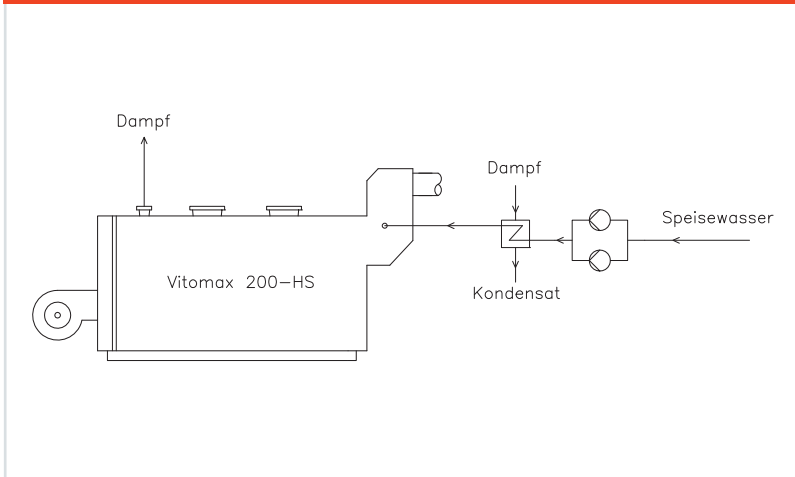 Dampf
Dampf
Speisewasser
Vitomax 200-HS
Kondensat